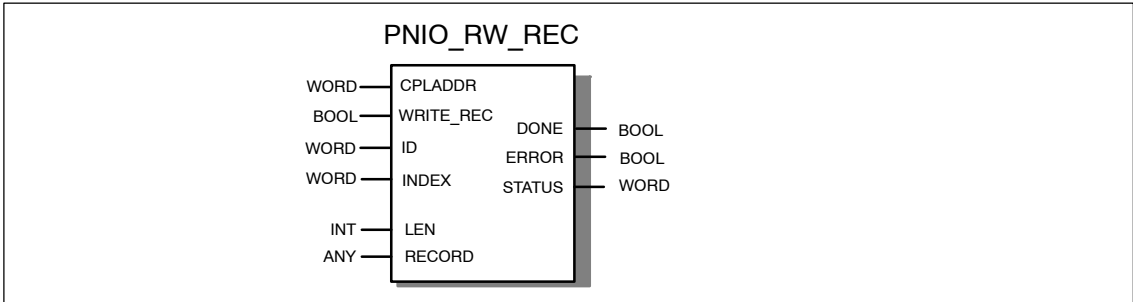 PNIO_RW_REC
WORD CPLADDR
BOOL WRITE_REC
DONE BOOL
WORD ID
ERROR BOOL
WORD INDEX
STATUS WORD
INT LEN
ANY RECORD